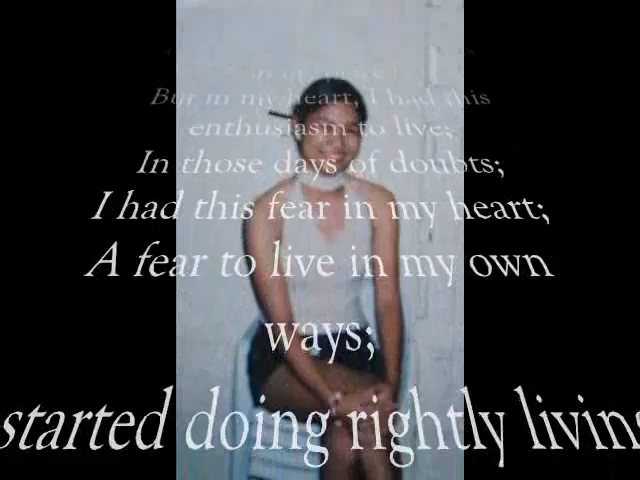 But in my heart, I had this
enthusiasm to live;
In those days of doubts;
I had this fear in my heart;
A fear to live in my own
ways;
started doing rightly living